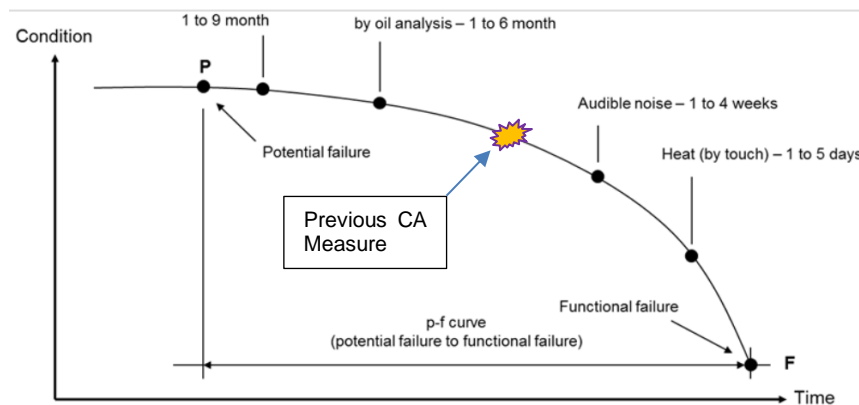 1 to 9 month
by oil analysis – 1 to 6 month
Condition
P
Audible noise – 1 to 4 weeks
Potential failure
Heat (by touch) – 1 to 5 days
Previous CA
Measure
Functional failure
p-f curve
(potential failure to functional failure)
F
Time